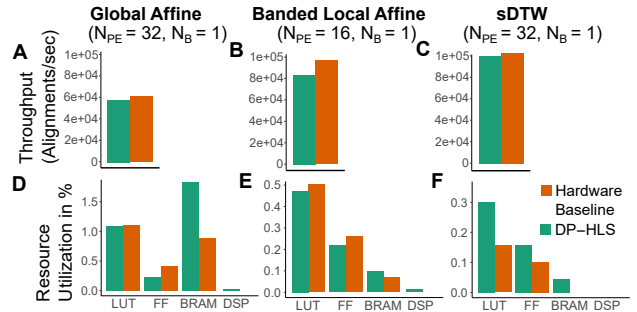 Global Affine
(N_PE = 32, N_B = 1)
Banded Local Affine
(N_PE = 16, N_B = 1)
sDTW
(N_PE = 32, N_B = 1)
A
B
C
Throughput
(Alignments/sec)
1e+05
8e+04
6e+04
4e+04
2e+04
0
1e+05
8e+04
6e+04
4e+04
2e+04
0
1e+05
8e+04
6e+04
4e+04
2e+04
0
D
E
F
Resource
Utilization in %
1.5
1.0
0.5
0.0
0.5
0.4
0.3
0.2
0.1
0.0
0.3
0.2
0.1
0.0
Hardware
Baseline
DP−HLS
LUT FF BRAM DSP
LUT FF BRAM DSP
LUT FF BRAM DSP